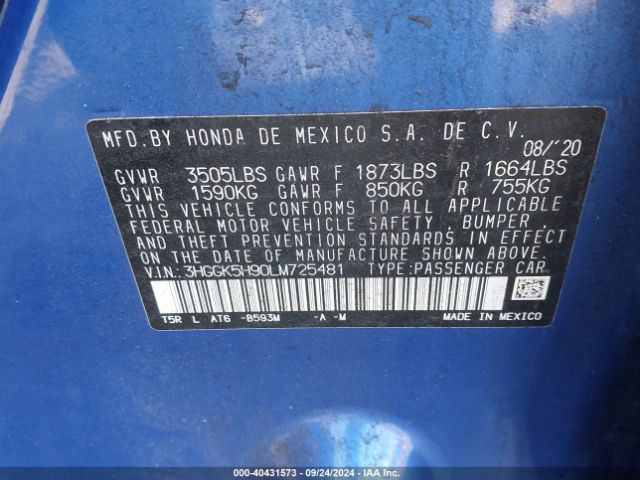 MFD. BY HONDA DE MEXICO S.A. DE C.V.
08/'20
GVWR 3505LBS GAWR F 1873LBS R 1664LBS
GVWR 1590KG GAWR F 850KG R 755KG
THIS VEHICLE CONFORMS TO ALL APPLICABLE
FEDERAL MOTOR VEHICLE SAFETY, BUMPER,
AND THEFT PREVENTION STANDARDS IN EFFECT
ON THE DATE OF MANUFACTURE SHOWN ABOVE.
V.I.N.: 3HGGK5H90LM725481 TYPE:PASSENGER CAR
T5R L AT6 -B593M -A -M MADE IN MEXICO
000-40431573 - 09/24/2024 - IAA Inc.